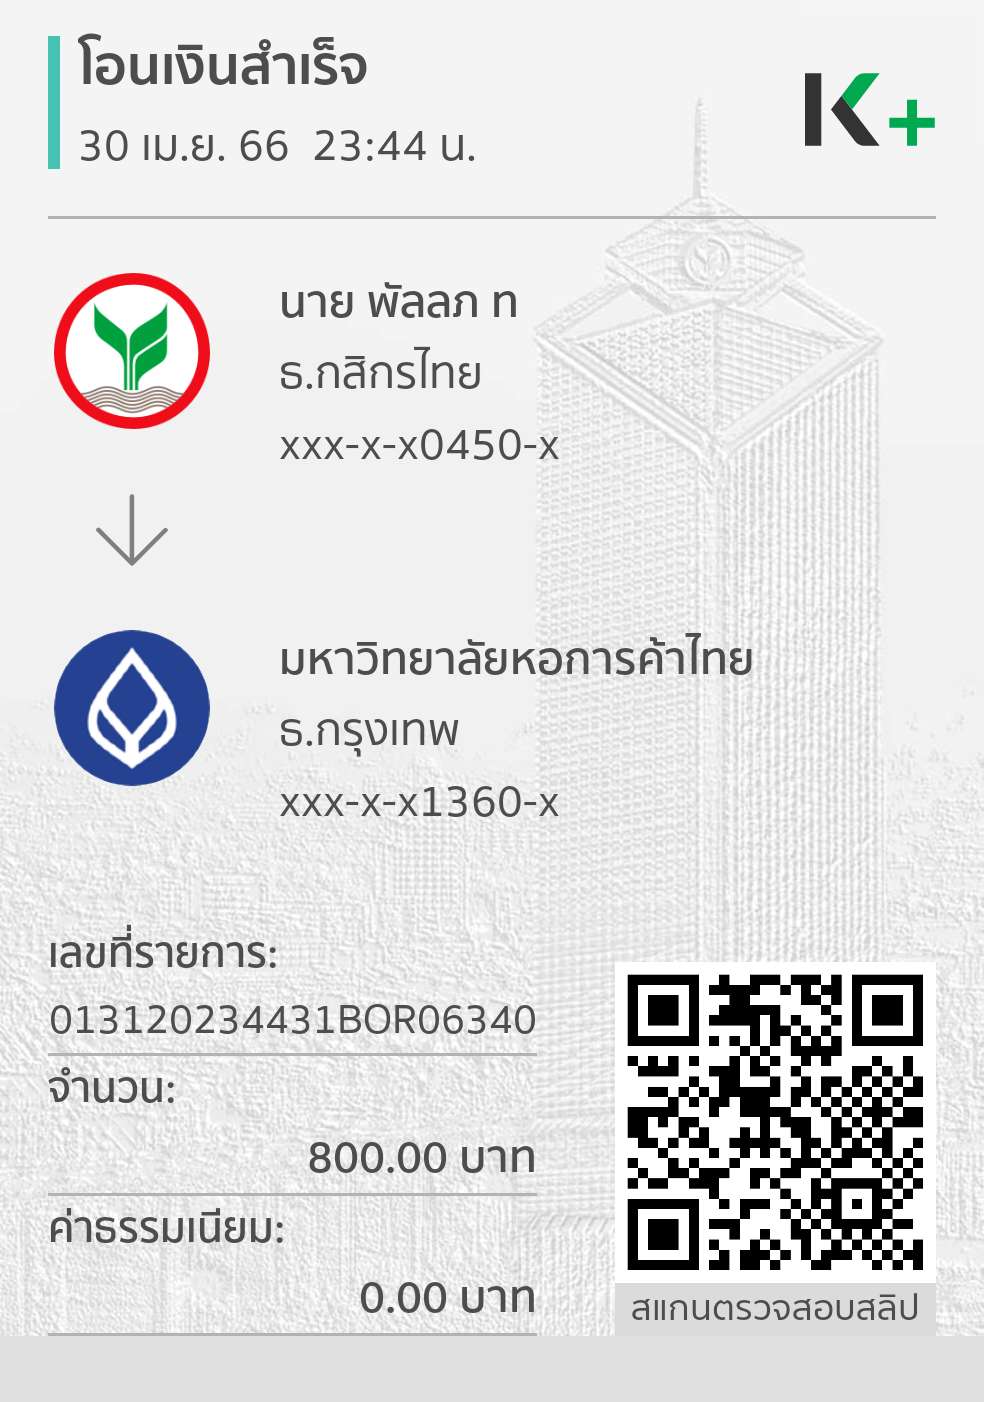 โอนเงินสำเร็จ
30 เม.ย. 66 23:44 น.
K+
นาย พัลลภ ท
ธ.กสิกรไทย
xxx-x-x0450-x
มหาวิทยาลัยหอการค้าไทย
ธ.กรุงเทพ
xxx-x-x1360-x
เลขที่รายการ:
013120234431BOR06340
จำนวน:
800.00 บาท
ค่าธรรมเนียม:
0.00 บาท
สแกนตรวจสอบสลิป